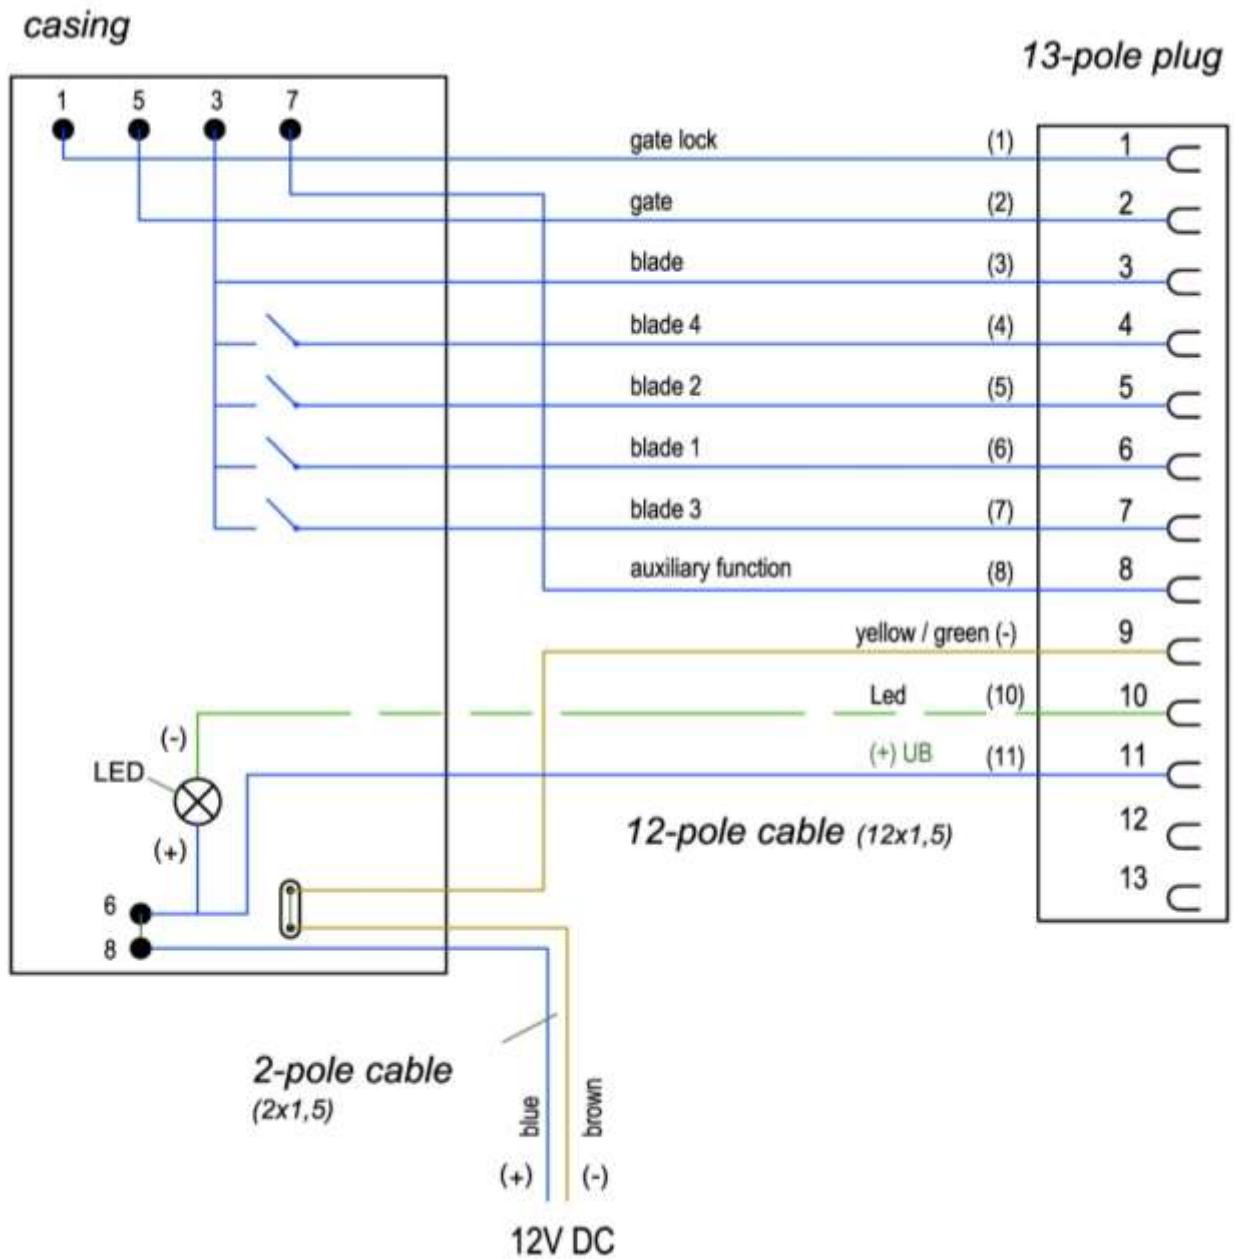 casing
13-pole plug
1 5 3 7
gate lock (1) 1
gate (2) 2
blade (3) 3
blade 4 (4) 4
blade 2 (5) 5
blade 1 (6) 6
blade 3 (7) 7
auxiliary function (8) 8
yellow / green (-) 9
Led (10) 10
(-)
(+) UB (11) 11
LED
12-pole cable (12x1,5) 12
(+)
13
6
8
2-pole cable
(2x1,5)
blue brown
(+) (-)
12V DC